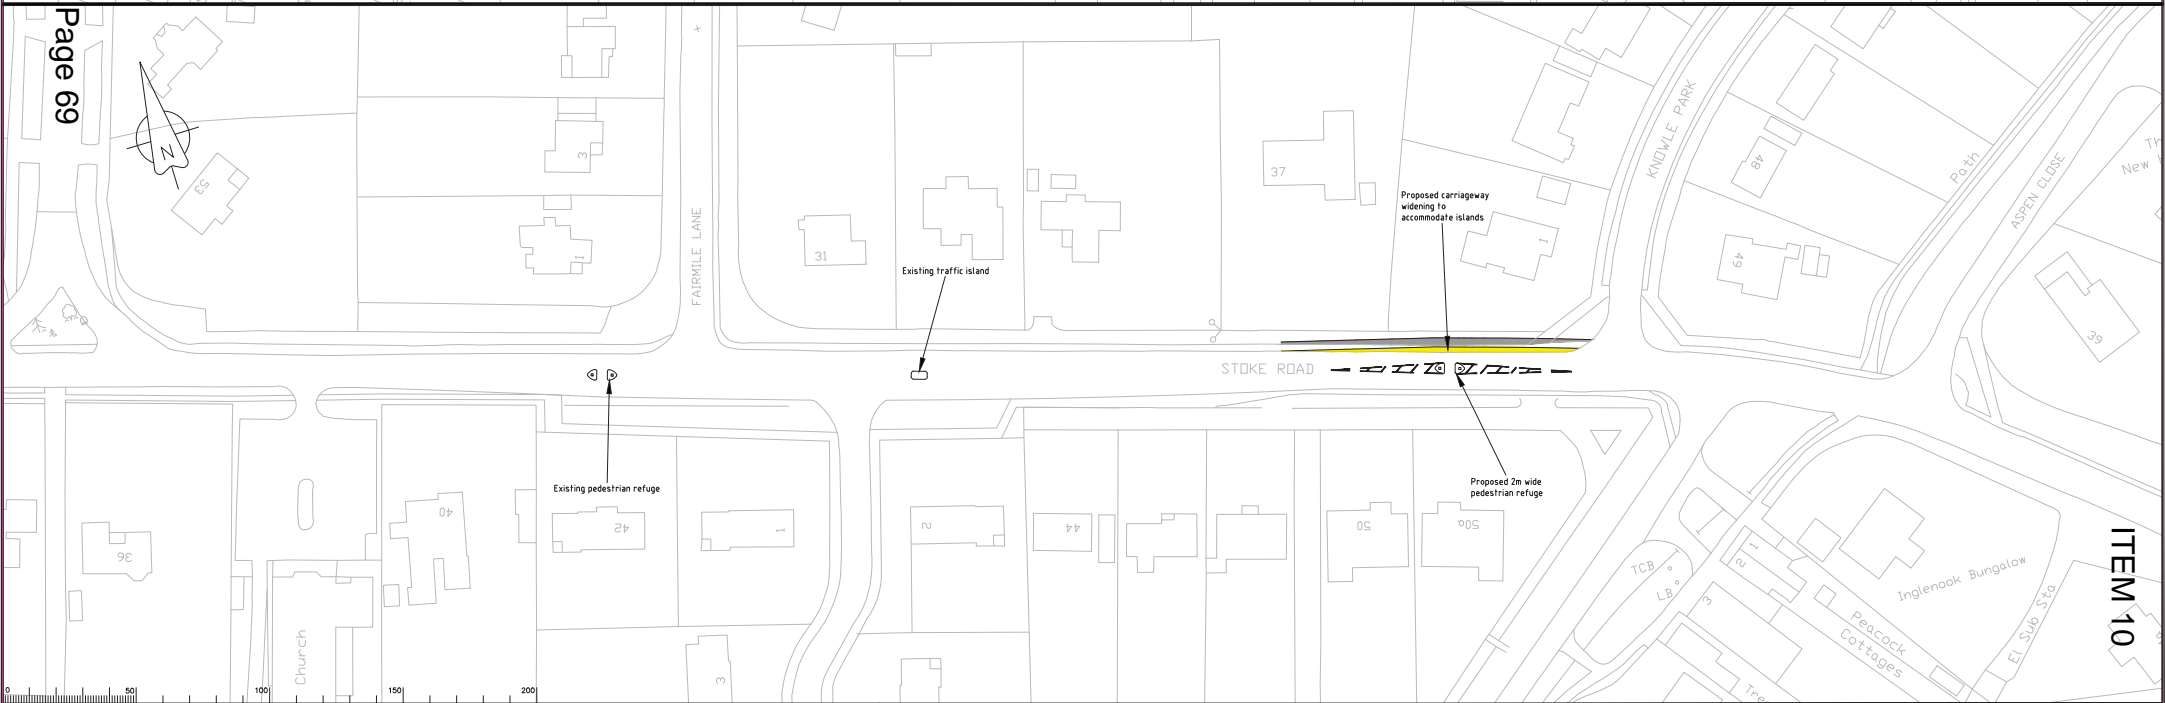 Page 69
N
53
3
1
FAIRMILE LANE
31
Existing traffic island
37
Proposed carriageway
widening to
accommodate islands
1
KNOWLE PARK
48
49
Path
ASPEN CLOSE
New
39
STOKE ROAD
Existing pedestrian refuge
Proposed 2m wide
pedestrian refuge
36
Church
40
42
1
3
2
44
50
50a
TCB
LB
1
2
3
Peacock
Cottages
Inglenook Bungalow
El Sub Sta
ITEM 10
0
50
100
150
200